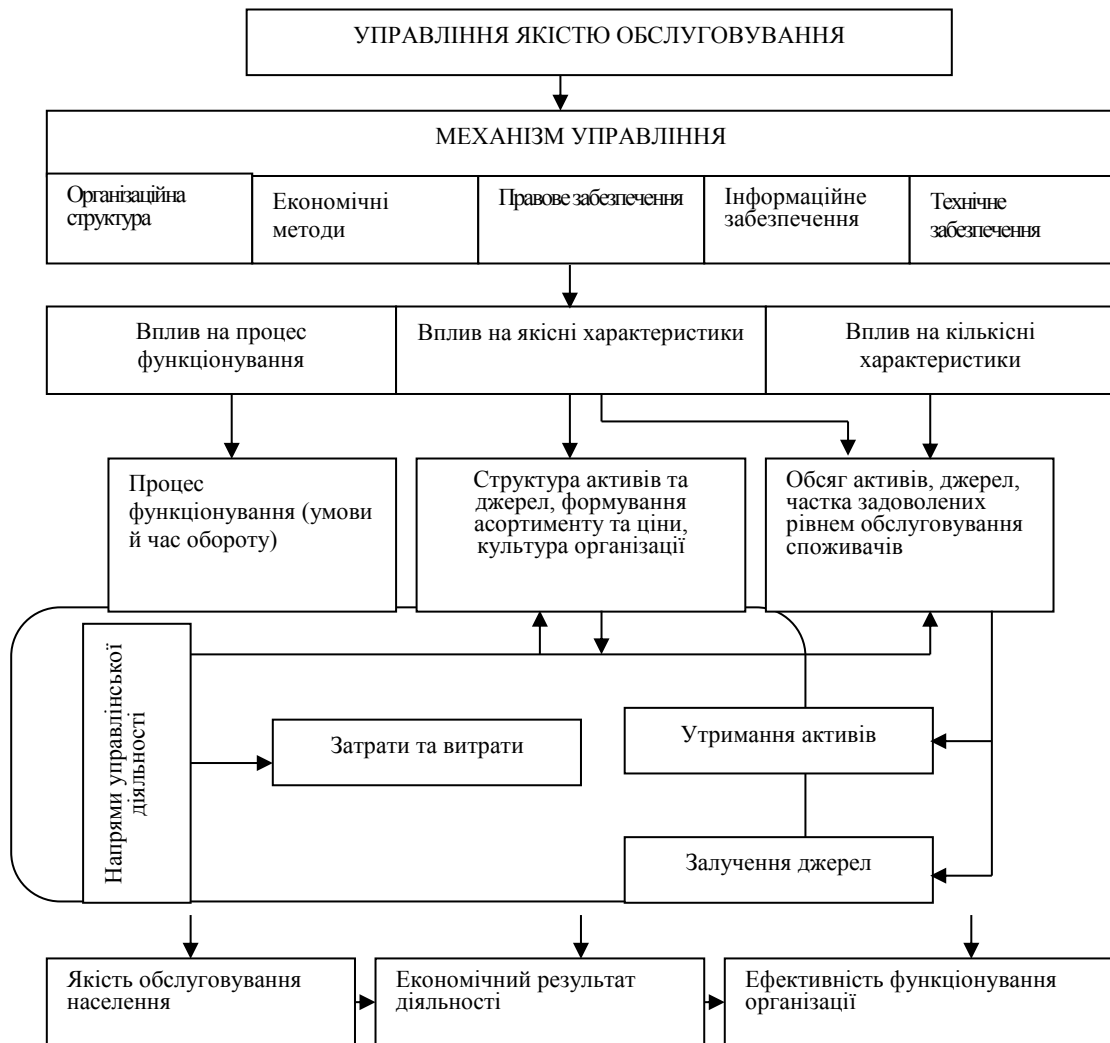 УПРАВЛІННЯ ЯКІСТЮ ОБСЛУГОВУВАННЯ
МЕХАНІЗМ УПРАВЛІННЯ
Організаційна
структура
Економічні
методи
Правове забезпечення
Інформаційне
забезпечення
Технічне
забезпечення
Вплив на процес
функціонування
Вплив на якісні характеристики
Вплив на кількісні
характеристики
Процес
функціонування (умови
й час обороту)
Структура активів та
джерел, формування
асортименту та ціни,
культура організації
Обсяг активів, джерел,
частка задоволених
рівнем обслуговування
споживачів
Напрями управлінської
діяльності
Затрати та витрати
Утримання активів
Залучення джерел
Якість обслуговування
населення
Економічний результат
діяльності
Ефективність функціонування
організації